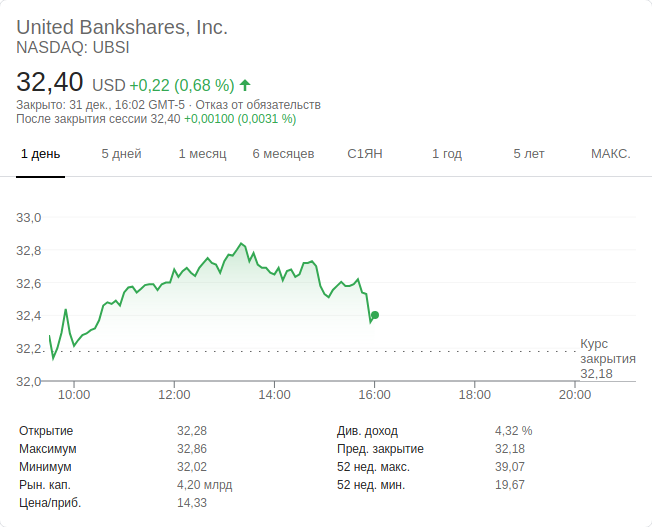 United Bankshares, Inc.
NASDAQ: UBSI
32,40 USD +0,22 (0,68 %)
Закрыто: 31 дек., 16:02 GMT-5 · Отказ от обязательств
После закрытия сессии 32,40 +0,00100 (0,0031 %)
1 день 5 дней 1 месяц 6 месяцев С1ЯН 1 год 5 лет МАКС.
33,0
32,8
32,6
32,4
32,2
Курс
закрытия
32,18
32,0
10:00 12:00 14:00 16:00 18:00 20:00
Открытие 32,28 Див. доход 4,32 %
Максимум 32,86 Пред. закрытие 32,18
Минимум 32,02 52 нед. макс. 39,07
Рын. кап. 4,20 млрд 52 нед. мин. 19,67
Цена/приб. 14,33